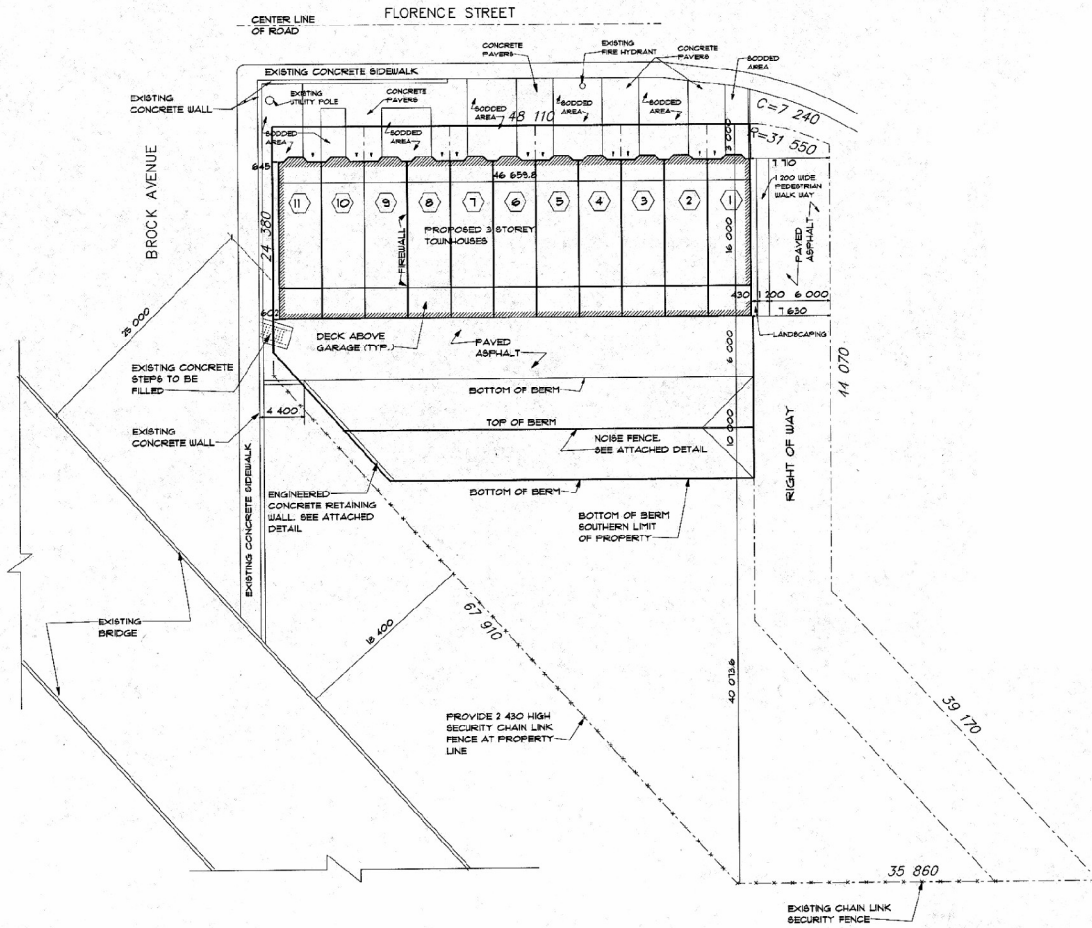 FLORENCE STREET
CENTER LINE
OF ROAD
CONCRETE
PAVERS
EXISTING
FIRE HYDRANT
CONCRETE
PAVERS
SODDED
AREA
EXISTING CONCRETE SIDEWALK
EXISTING
CONCRETE WALL
EXISTING
UTILITY POLE
CONCRETE
PAVERS
SODDED
AREA
SODDED
AREA
SODDED
AREA
SODDED
AREA
SODDED
AREA
48 110
C=7 240
R=31 550
BROCK AVENUE
645
46 659.8
1 200 WIDE
PEDESTRIAN
WALK WAY
PAVED
ASPHALT
11
10
9
8
7
6
5
4
3
2
1
24 380
FIREWALL
PROPOSED 3 STOREY
TOWNHOUSES
16 000
430
1 200
6 000
7 630
602
25 000
DECK ABOVE
GARAGE (TYP.)
PAVED
ASPHALT
6 000
LANDSCAPING
EXISTING CONCRETE
STEPS TO BE
FILLED
44 070
BOTTOM OF BERM
4 400
EXISTING
CONCRETE WALL
TOP OF BERM
NOISE FENCE.
SEE ATTACHED DETAIL
RIGHT OF WAY
EXISTING CONCRETE SIDEWALK
ENGINEERED
CONCRETE RETAINING
WALL. SEE ATTACHED
DETAIL
BOTTOM OF BERM
BOTTOM OF BERM
SOUTHERN LIMIT
OF PROPERTY
EXISTING
BRIDGE
18 400
67 910
40 073.6
39 170
PROVIDE 2 430 HIGH
SECURITY CHAIN LINK
FENCE AT PROPERTY
LINE
35 860
EXISTING CHAIN LINK
SECURITY FENCE